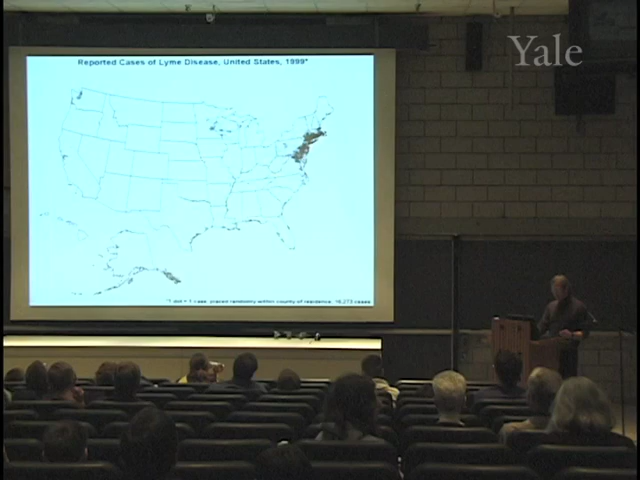 Yale
Reported Cases of Lyme Disease, United States, 1999*
*1 dot = 1 case, placed randomly within county of residence, 16,273 cases